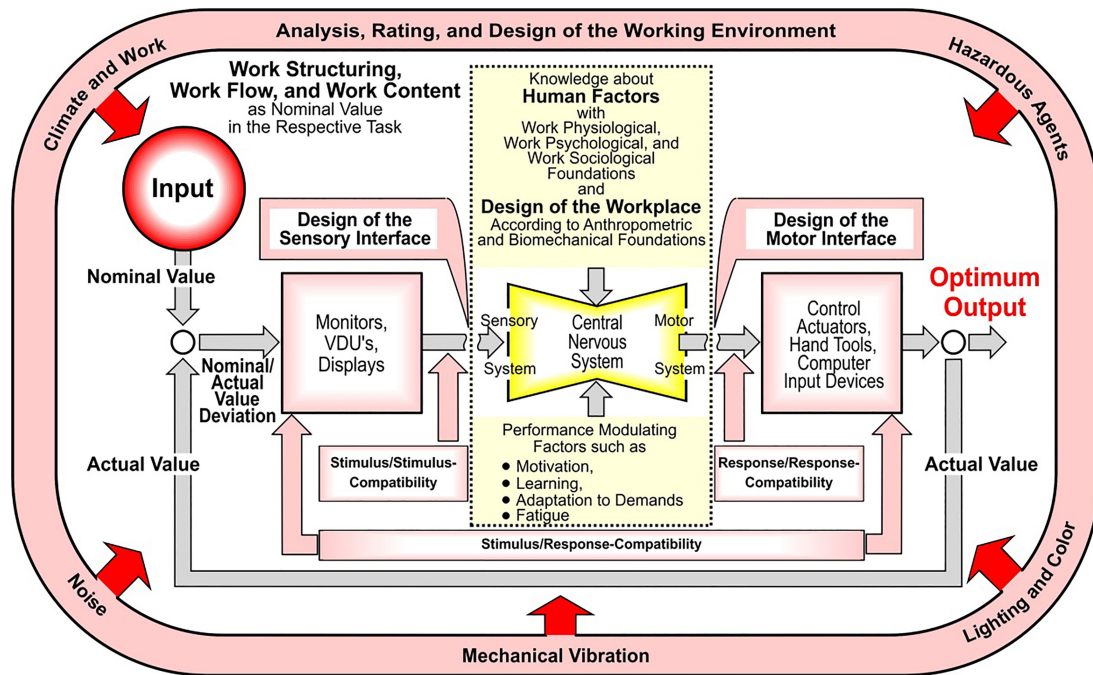 Analysis, Rating, and Design of the Working Environment
Climate and Work
Hazardous Agents
Work Structuring,
Work Flow, and Work Content
as Nominal Value
in the Respective Task
Input
Knowledge about
Human Factors
with
Work Physiological,
Work Psychological, and
Work Sociological
Foundations
and
Design of the Workplace
According to Anthropometric
and Biomechanical Foundations
Design of the
Sensory Interface
Design of the
Motor Interface
Nominal Value
Optimum
Output
Monitors,
VDU's,
Displays
Sensory
System
Central
Nervous
System
Motor
System
Control
Actuators,
Hand Tools,
Computer
Input Devices
Nominal/
Actual
Value
Deviation
Actual Value
Stimulus/Stimulus-
Compatibility
Performance Modulating
Factors such as
● Motivation,
● Learning,
● Adaptation to Demands
● Fatigue
Response/Response-
Compatibility
Actual Value
Stimulus/Response-Compatibility
Noise
Mechanical Vibration
Lighting and Color